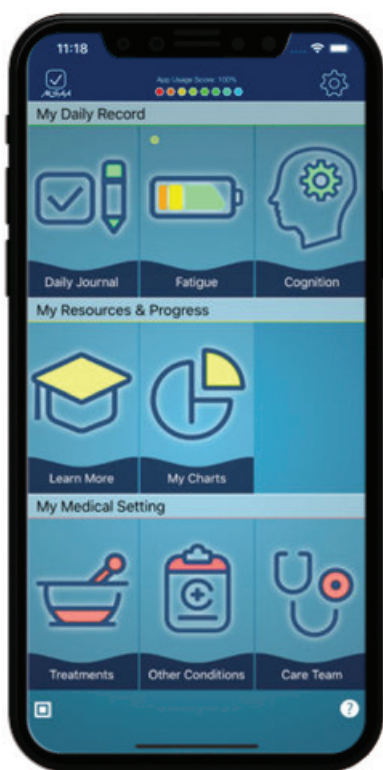 11:18
MSAA
App Usage Score: 100%
My Daily Record
Daily Journal
Fatigue
Cognition
My Resources & Progress
Learn More
My Charts
My Medical Setting
Treatments
Other Conditions
Care Team
?